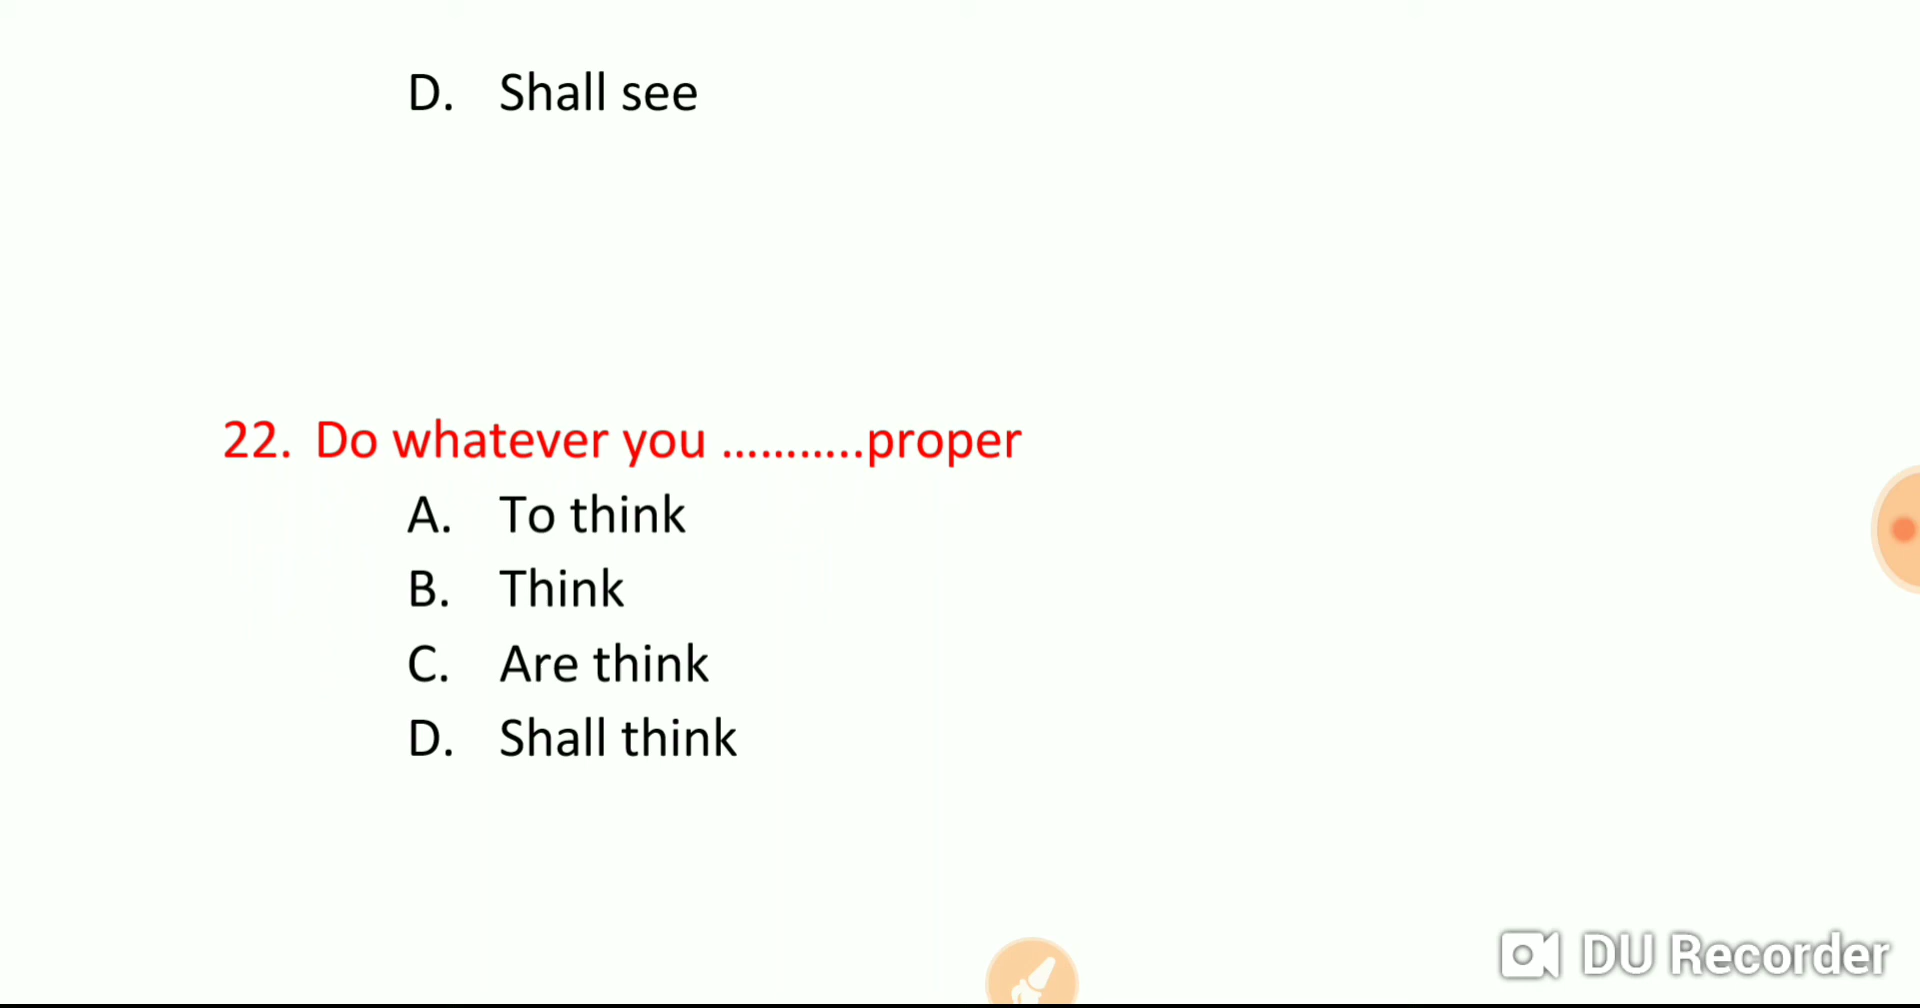 D. Shall see
22. Do whatever you ...........proper
A. To think
B. Think
C. Are think
D. Shall think
DU Recorder